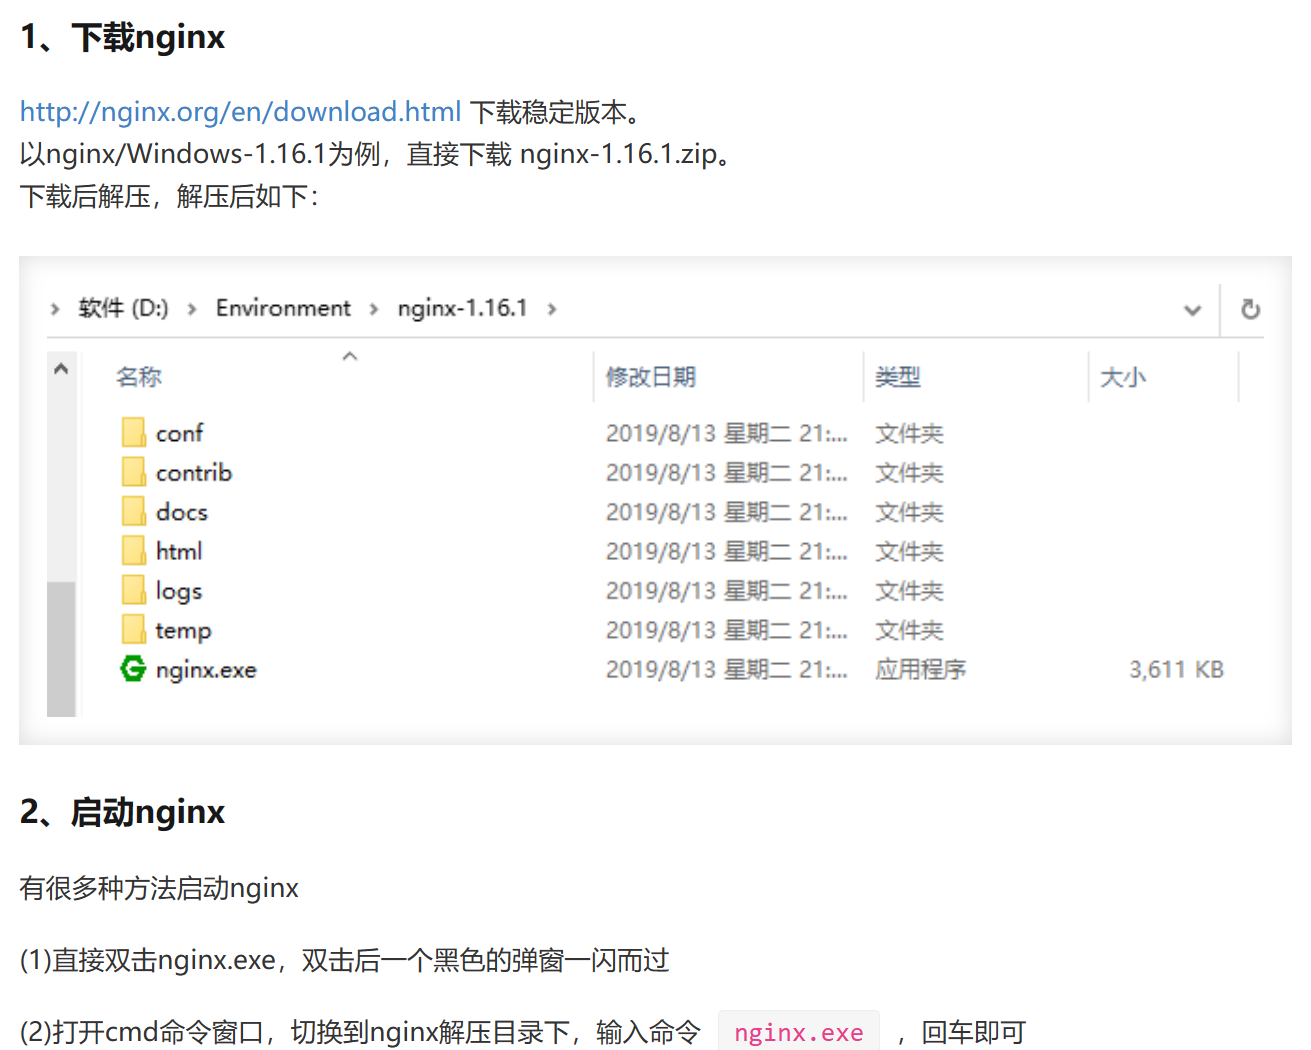 1、下载nginx
http://nginx.org/en/download.html 下载稳定版本。
以nginx/Windows-1.16.1为例，直接下载 nginx-1.16.1.zip。
下载后解压，解压后如下：
› 软件 (D:) › Environment › nginx-1.16.1 ›
名称 修改日期 类型 大小
conf 2019/8/13 星期二 21:... 文件夹
contrib 2019/8/13 星期二 21:... 文件夹
docs 2019/8/13 星期二 21:... 文件夹
html 2019/8/13 星期二 21:... 文件夹
logs 2019/8/13 星期二 21:... 文件夹
temp 2019/8/13 星期二 21:... 文件夹
nginx.exe 2019/8/13 星期二 21:... 应用程序 3,611 KB
2、启动nginx
有很多种方法启动nginx
(1)直接双击nginx.exe，双击后一个黑色的弹窗一闪而过
(2)打开cmd命令窗口，切换到nginx解压目录下，输入命令 nginx.exe ，回车即可